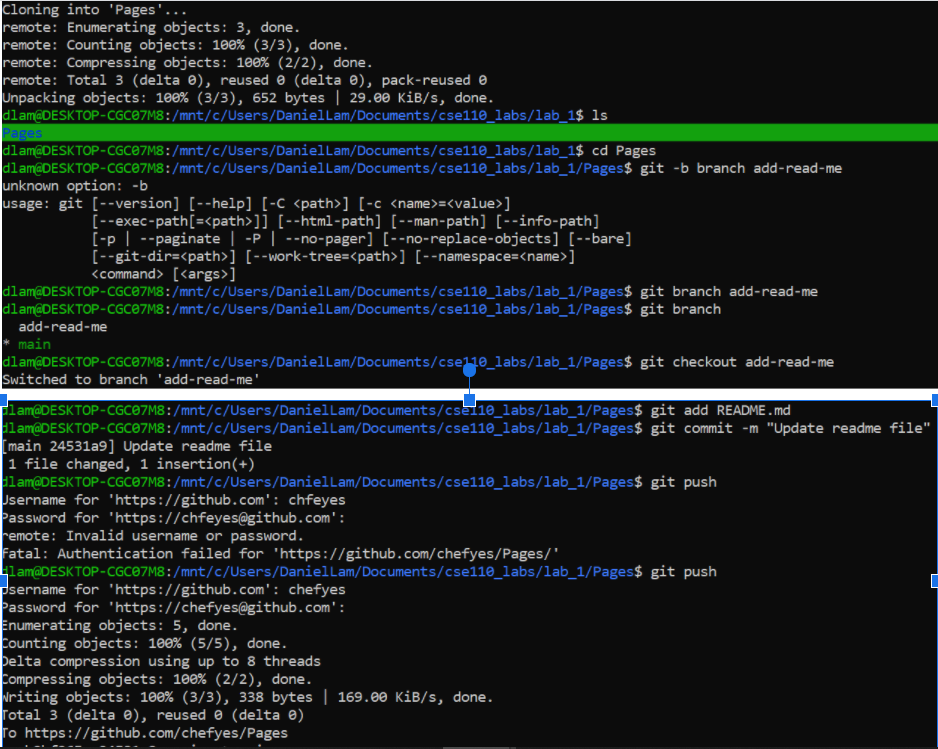 Cloning into 'Pages'...
remote: Enumerating objects: 3, done.
remote: Counting objects: 100% (3/3), done.
remote: Compressing objects: 100% (2/2), done.
remote: Total 3 (delta 0), reused 0 (delta 0), pack-reused 0
Unpacking objects: 100% (3/3), 652 bytes | 29.00 KiB/s, done.
dlam@DESKTOP-CGC07M8:/mnt/c/Users/DanielLam/Documents/cse110_labs/lab_1$ ls
Pages
dlam@DESKTOP-CGC07M8:/mnt/c/Users/DanielLam/Documents/cse110_labs/lab_1$ cd Pages
dlam@DESKTOP-CGC07M8:/mnt/c/Users/DanielLam/Documents/cse110_labs/lab_1/Pages$ git -b branch add-read-me
unknown option: -b
usage: git [--version] [--help] [-C <path>] [-c <name>=<value>]
[--exec-path[=<path>]] [--html-path] [--man-path] [--info-path]
[-p | --paginate | -P | --no-pager] [--no-replace-objects] [--bare]
[--git-dir=<path>] [--work-tree=<path>] [--namespace=<name>]
<command> [<args>]
dlam@DESKTOP-CGC07M8:/mnt/c/Users/DanielLam/Documents/cse110_labs/lab_1/Pages$ git branch add-read-me
dlam@DESKTOP-CGC07M8:/mnt/c/Users/DanielLam/Documents/cse110_labs/lab_1/Pages$ git branch
add-read-me
* main
dlam@DESKTOP-CGC07M8:/mnt/c/Users/DanielLam/Documents/cse110_labs/lab_1/Pages$ git checkout add-read-me
Switched to branch 'add-read-me'
dlam@DESKTOP-CGC07M8:/mnt/c/Users/DanielLam/Documents/cse110_labs/lab_1/Pages$ git add README.md
dlam@DESKTOP-CGC07M8:/mnt/c/Users/DanielLam/Documents/cse110_labs/lab_1/Pages$ git commit -m "Update readme file"
[main 24531a9] Update readme file
1 file changed, 1 insertion(+)
dlam@DESKTOP-CGC07M8:/mnt/c/Users/DanielLam/Documents/cse110_labs/lab_1/Pages$ git push
Username for 'https://github.com': chfeyes
Password for 'https://chfeyes@github.com':
remote: Invalid username or password.
fatal: Authentication failed for 'https://github.com/chefyes/Pages/'
dlam@DESKTOP-CGC07M8:/mnt/c/Users/DanielLam/Documents/cse110_labs/lab_1/Pages$ git push
Username for 'https://github.com': chefyes
Password for 'https://chefyes@github.com':
Enumerating objects: 5, done.
Counting objects: 100% (5/5), done.
Delta compression using up to 8 threads
Compressing objects: 100% (2/2), done.
Writing objects: 100% (3/3), 338 bytes | 169.00 KiB/s, done.
Total 3 (delta 0), reused 0 (delta 0)
To https://github.com/chefyes/Pages